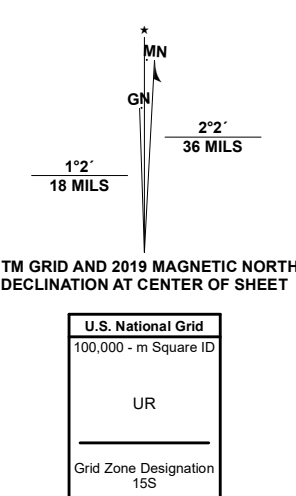 ★
MN
GN
2°2´
36 MILS
1°2´
18 MILS
TM GRID AND 2019 MAGNETIC NORTH
DECLINATION AT CENTER OF SHEET
U.S. National Grid
100,000 - m Square ID
UR
Grid Zone Designation
15S